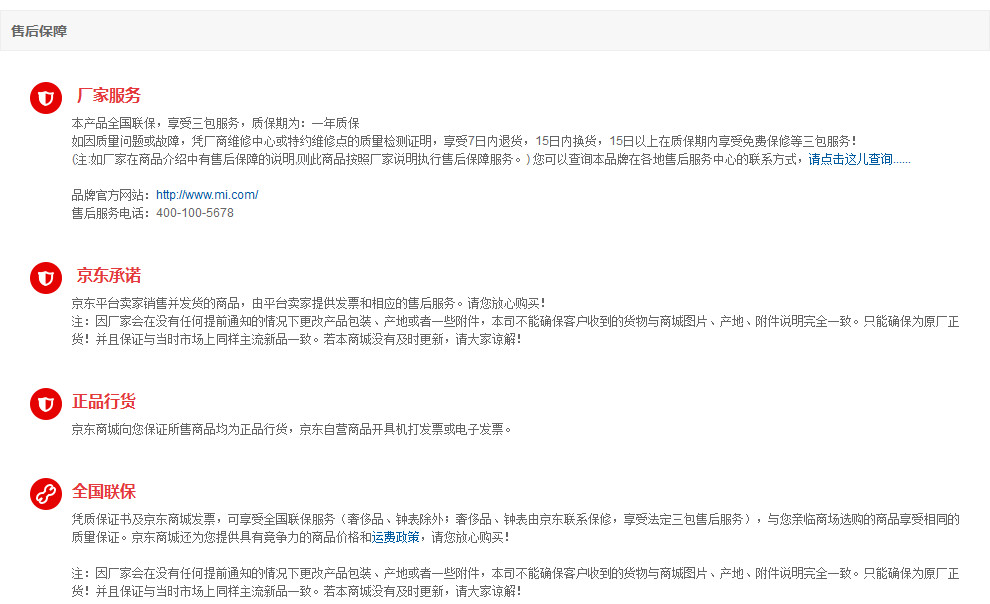 售后保障
厂家服务
本产品全国联保，享受三包服务，质保期为：一年质保
如因质量问题或故障，凭厂商维修中心或特约维修点的质量检测证明，享受7日内退货，15日内换货，15日以上在质保期内享受免费保修等三包服务！
(注:如厂家在商品介绍中有售后保障的说明,则此商品按照厂家说明执行售后保障服务。) 您可以查询本品牌在各地售后服务中心的联系方式，请点击这儿查询......
品牌官方网站：http://www.mi.com/
售后服务电话：400-100-5678
京东承诺
京东平台卖家销售并发货的商品，由平台卖家提供发票和相应的售后服务。请您放心购买！
注：因厂家会在没有任何提前通知的情况下更改产品包装、产地或者一些附件，本司不能确保客户收到的货物与商城图片、产地、附件说明完全一致。只能确保为原厂正
货！并且保证与当时市场上同样主流新品一致。若本商城没有及时更新，请大家谅解！
正品行货
京东商城向您保证所售商品均为正品行货，京东自营商品开具机打发票或电子发票。
全国联保
凭质保证书及京东商城发票，可享受全国联保服务（奢侈品、钟表除外；奢侈品、钟表由京东联系保修，享受法定三包售后服务），与您亲临商场选购的商品享受相同的
质量保证。京东商城还为您提供具有竞争力的商品价格和运费政策，请您放心购买！
注：因厂家会在没有任何提前通知的情况下更改产品包装、产地或者一些附件，本司不能确保客户收到的货物与商城图片、产地、附件说明完全一致。只能确保为原厂正
货！并且保证与当时市场上同样主流新品一致。若本商城没有及时更新，请大家谅解！